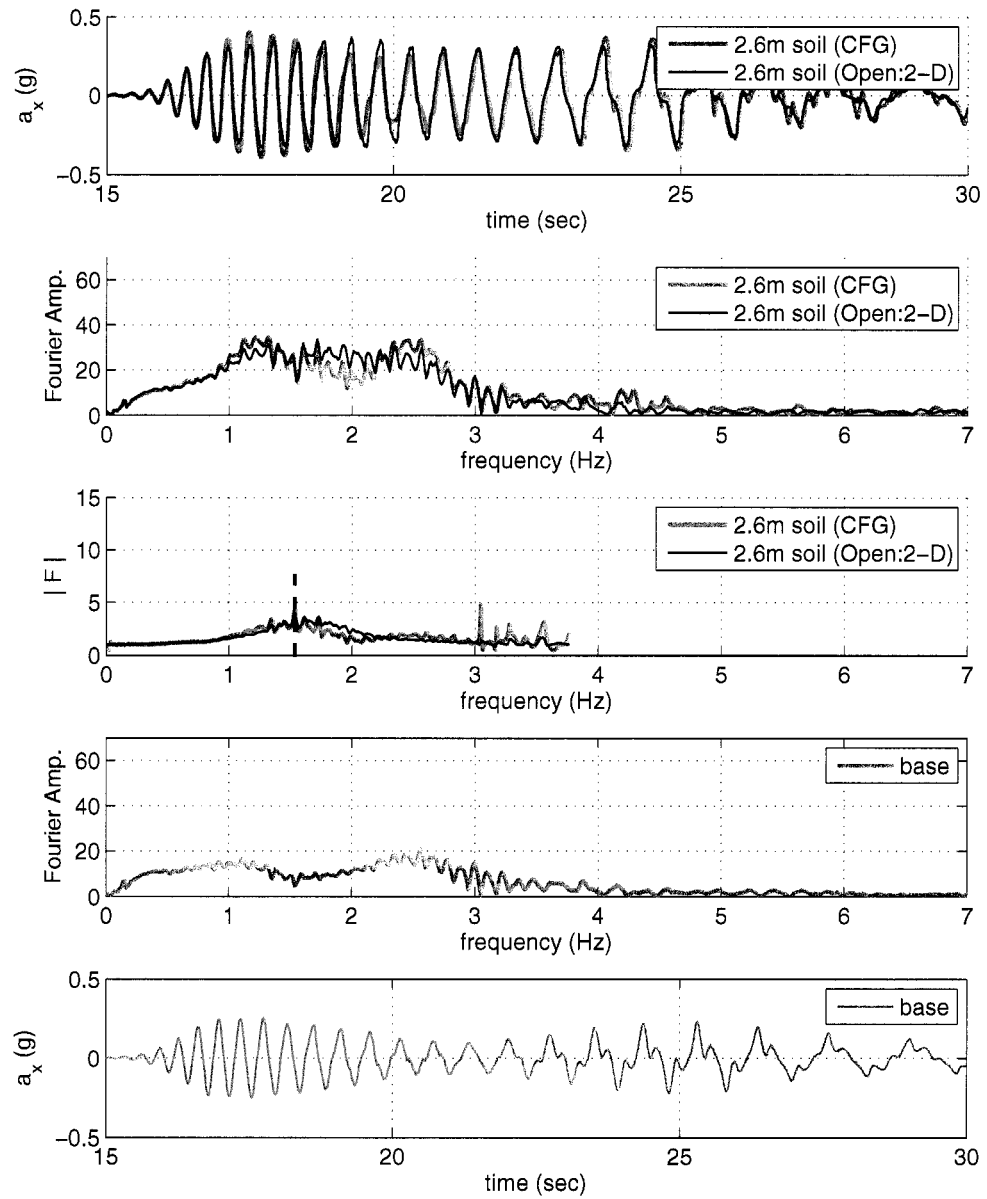 0.5
0
−0.5
a_x (g)
2.6m soil (CFG)
2.6m soil (Open:2−D)
15
20
25
30
time (sec)
60
40
20
0
Fourier Amp.
2.6m soil (CFG)
2.6m soil (Open:2−D)
0
1
2
3
4
5
6
7
frequency (Hz)
15
10
5
0
| F |
2.6m soil (CFG)
2.6m soil (Open:2−D)
0
1
2
3
4
5
6
7
frequency (Hz)
60
40
20
0
Fourier Amp.
base
0
1
2
3
4
5
6
7
frequency (Hz)
0.5
0
−0.5
a_x (g)
base
15
20
25
30
time (sec)